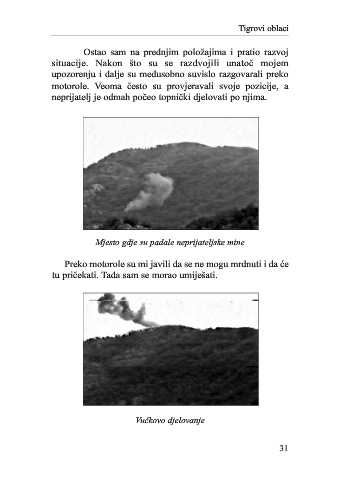 Tigrovi oblaci
Ostao sam na prednjim položajima i pratio razvoj
situacije. Nakon što su se razdvojili unatoč mojem
upozorenju i dalje su međusobno suvislo razgovarali preko
motorole. Veoma često su provjeravali svoje pozicije, a
neprijatelj je odmah počeo topnički djelovati po njima.
Mjesto gdje su padale neprijateljske mine
Preko motorole su mi javili da se ne mogu mrdnuti i da će
tu pričekati. Tada sam se morao umiješati.
Vučkovo djelovanje
31